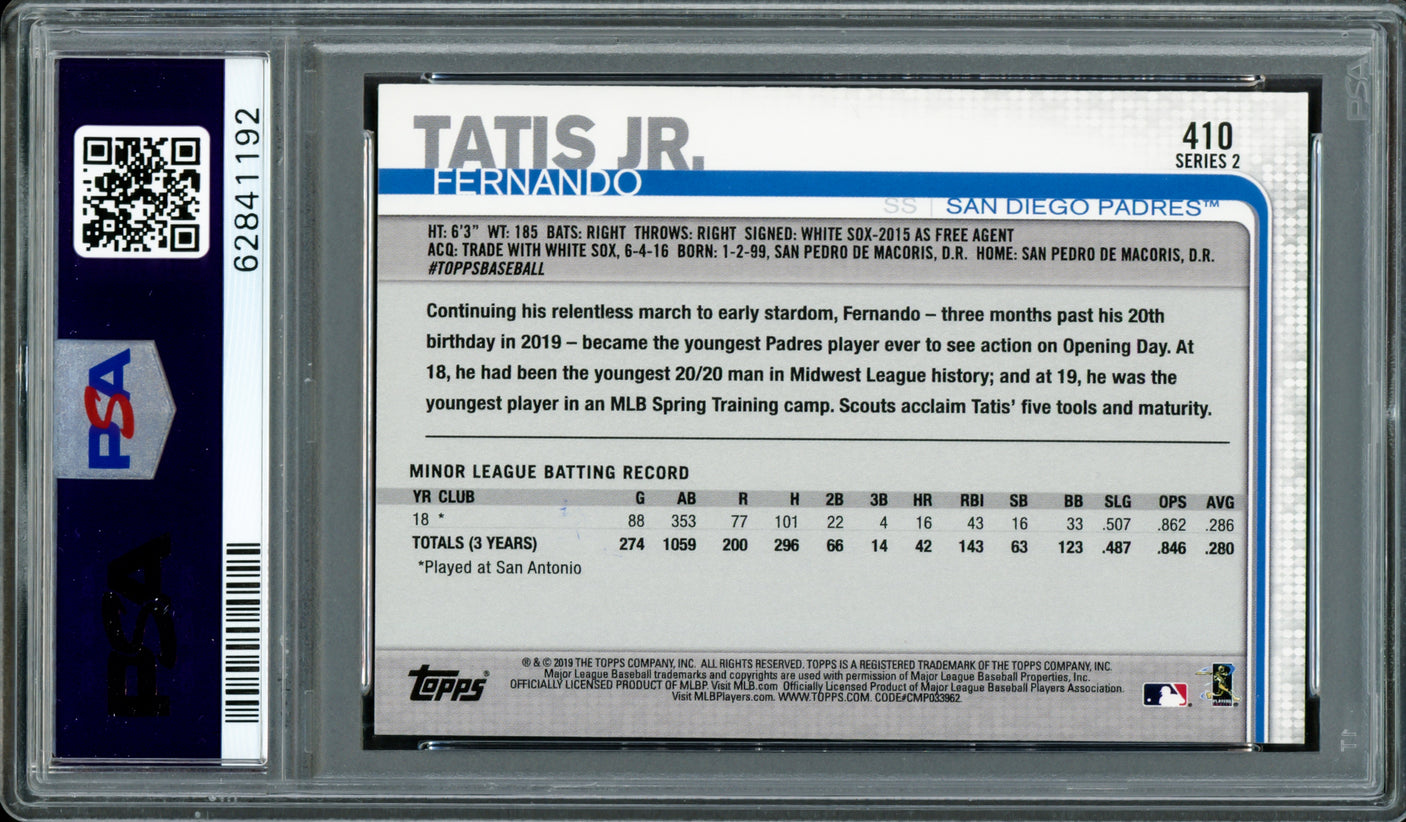 62841192
PSA
PSA
TATIS JR.
FERNANDO
410
SERIES 2
SS | SAN DIEGO PADRES™
HT: 6'3” WT: 185 BATS: RIGHT THROWS: RIGHT SIGNED: WHITE SOX-2015 AS FREE AGENT
ACQ: TRADE WITH WHITE SOX, 6-4-16 BORN: 1-2-99, SAN PEDRO DE MACORIS, D.R. HOME: SAN PEDRO DE MACORIS, D.R.
#TOPPSBASEBALL
Continuing his relentless march to early stardom, Fernando – three months past his 20th
birthday in 2019 – became the youngest Padres player ever to see action on Opening Day. At
18, he had been the youngest 20/20 man in Midwest League history; and at 19, he was the
youngest player in an MLB Spring Training camp. Scouts acclaim Tatis’ five tools and maturity.
MINOR LEAGUE BATTING RECORD
YR CLUB G AB R H 2B 3B HR RBI SB BB SLG OPS AVG
18 * 88 353 77 101 22 4 16 43 16 33 .507 .862 .286
TOTALS (3 YEARS) 274 1059 200 296 66 14 42 143 63 123 .487 .846 .280
*Played at San Antonio
Topps®
® & © 2019 THE TOPPS COMPANY, INC. ALL RIGHTS RESERVED. TOPPS IS A REGISTERED TRADEMARK OF THE TOPPS COMPANY, INC.
Major League Baseball trademarks and copyrights are used with permission of Major League Baseball Properties, Inc.
OFFICIALLY LICENSED PRODUCT OF MLBP. Visit MLB.com Officially Licensed Product of Major League Baseball Players Association.
Visit MLBPlayers.com. WWW.TOPPS.COM. CODE#CMP033962.
PSA